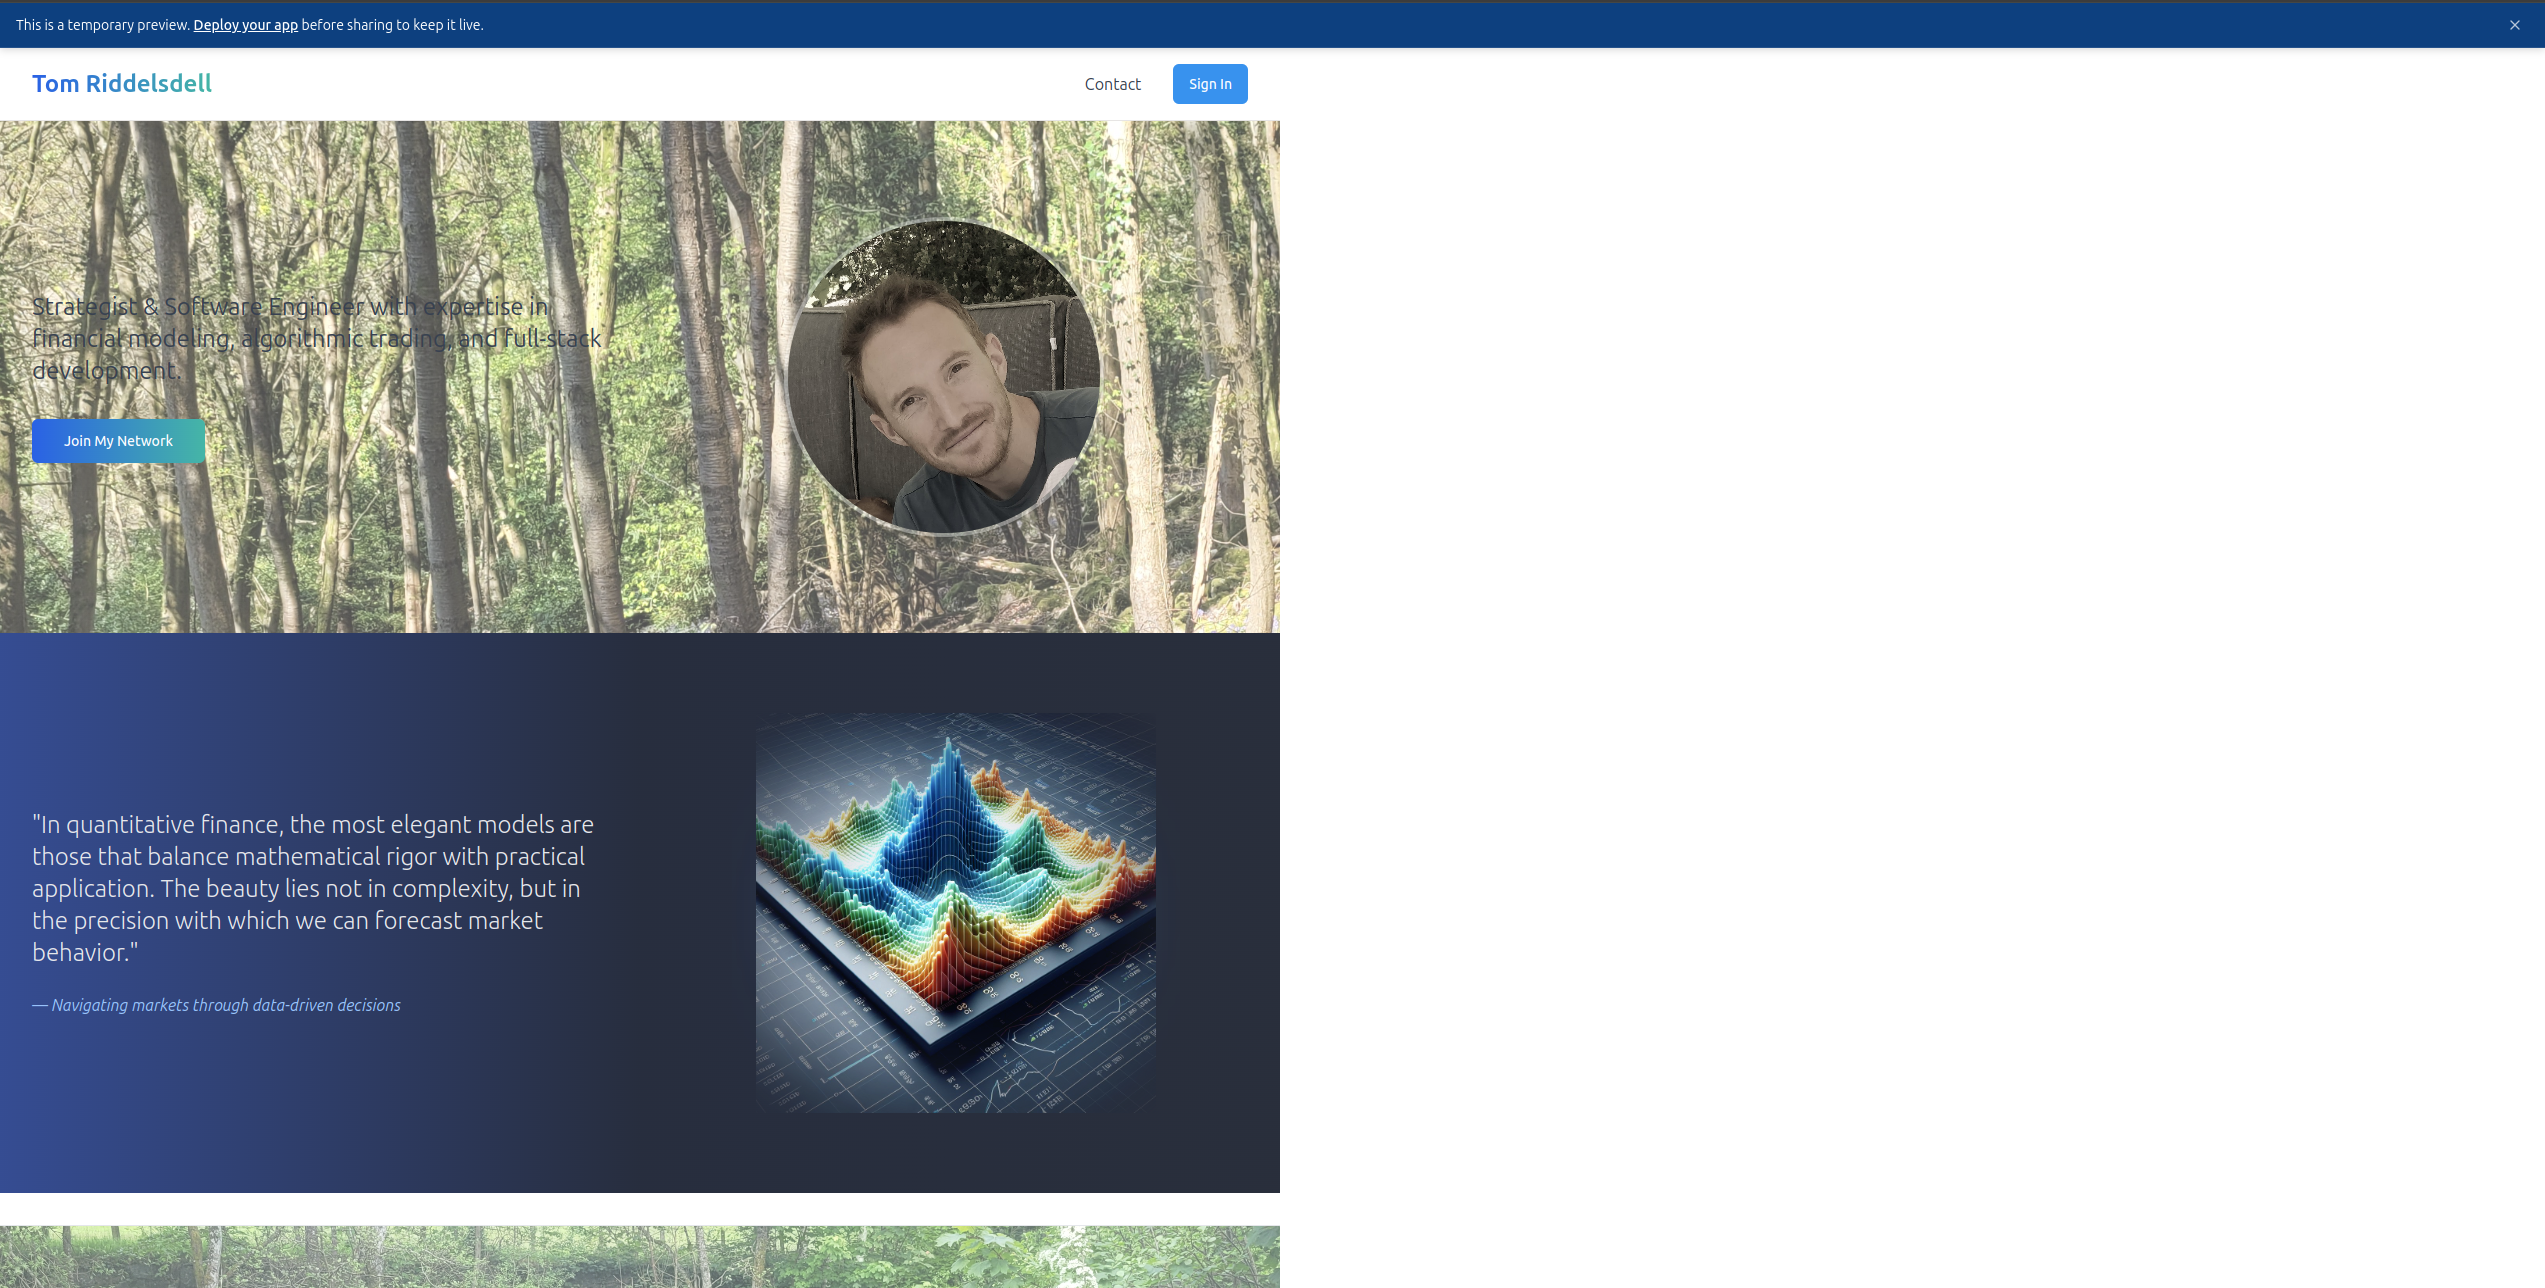 This is a temporary preview. Deploy your app before sharing to keep it live.
Tom Riddelsdell
Contact
Sign In
Strategist & Software Engineer with expertise in
financial modeling, algorithmic trading, and full-stack
development.
Join My Network
"In quantitative finance, the most elegant models are
those that balance mathematical rigor with practical
application. The beauty lies not in complexity, but in
the precision with which we can forecast market
behavior."
— Navigating markets through data-driven decisions